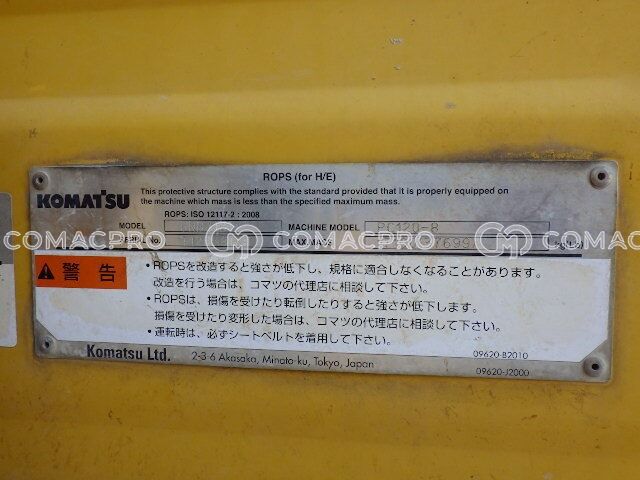 ROPS (for H/E)
KOMATSU
This protective structure complies with the standard provided that it is properly equipped on
the machine which mass is less than the specified maximum mass.
ROPS: ISO 12117-2 : 2008
MODEL MACHINE MODEL PC120-8
SERIAL No. MAX.MASS 7699
COMACPRO COMACPRO COMACPRO
警告
・ROPSを改造すると強さが低下し、規格に適合しなくなることがあります。
改造を行う場合は、コマツの代理店に相談して下さい。
・ROPSは、損傷を受けたり転倒したりすると強さが低下します。
損傷を受けたり変形した場合は、コマツの代理店に相談して下さい。
・運転時は、必ずシートベルトを着用して下さい。
Komatsu Ltd. 2-3-6 Akasaka, Minato-ku, Tokyo, Japan
09620-B2010
09620-J2000